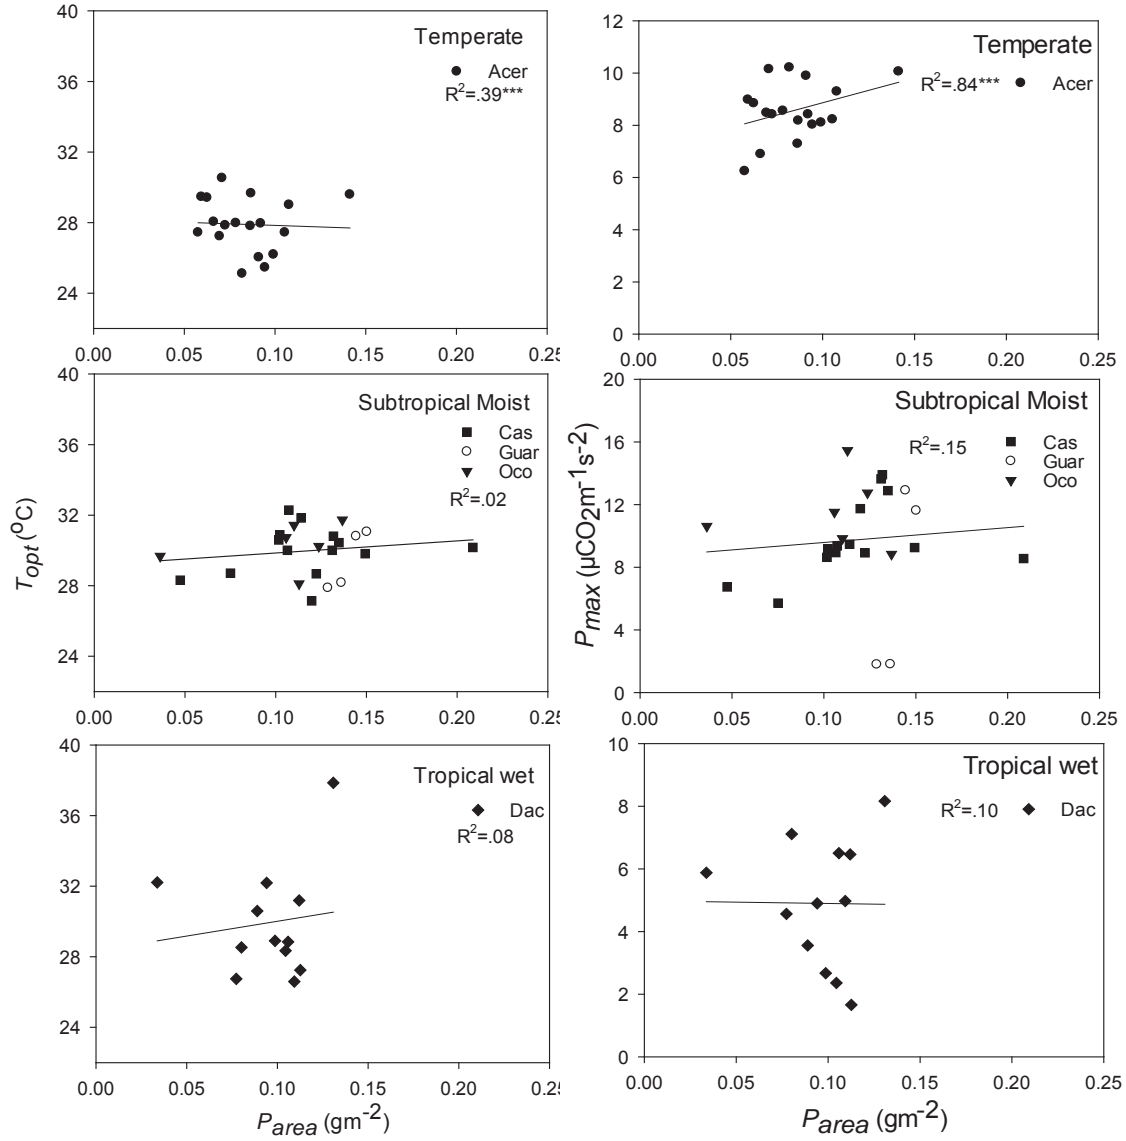 40
36
32
28
24
Temperate
Acer
R2=.39***
0.00 0.05 0.10 0.15 0.20 0.25
12
10
8
6
4
2
0
Temperate
R2=.84*** Acer
0.00 0.05 0.10 0.15 0.20 0.25
Topt (oC)
40
36
32
28
24
Subtropical Moist
Cas
Guar
Oco
R2=.02
0.00 0.05 0.10 0.15 0.20 0.25
Pmax (µCO2m-1s-2)
20
16
12
8
4
0
Subtropical Moist
R2=.15
Cas
Guar
Oco
0.00 0.05 0.10 0.15 0.20 0.25
40
36
32
28
24
Tropical wet
Dac
R2=.08
0.00 0.05 0.10 0.15 0.20 0.25
Parea (gm-2)
10
8
6
4
2
0
Tropical wet
R2=.10 Dac
0.00 0.05 0.10 0.15 0.20 0.25
Parea (gm-2)